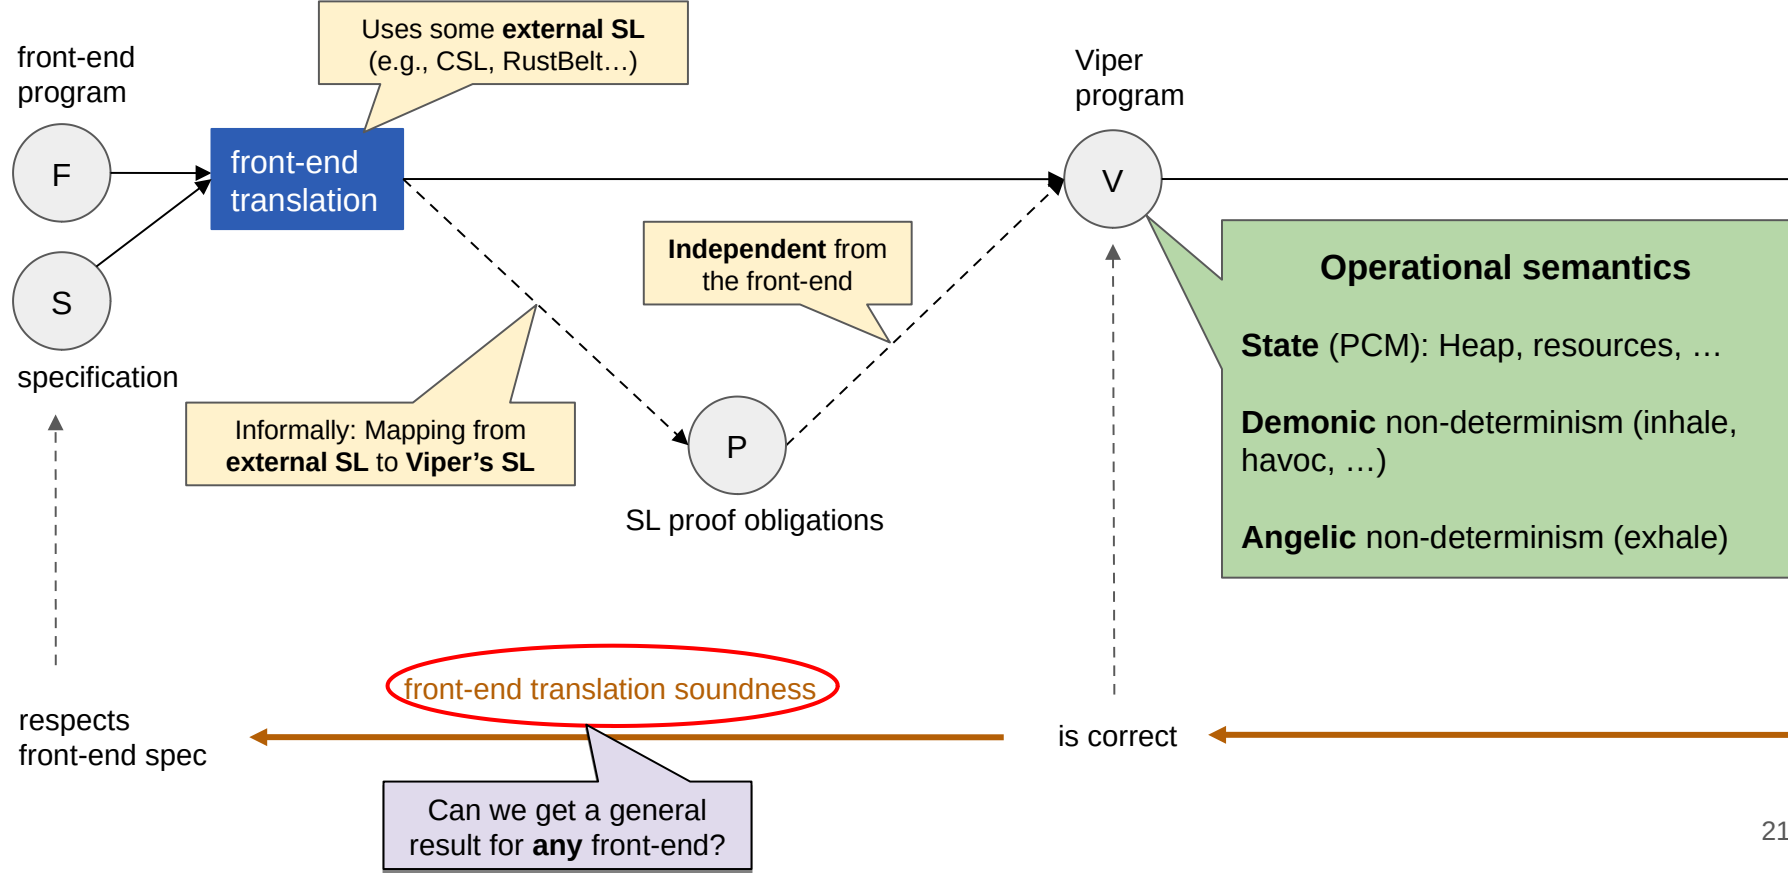 Uses some external SL
(e.g., CSL, RustBelt…)
front-end
program
Viper
program
F
front-end
translation
V
S
Independent from
the front-end
Operational semantics
State (PCM): Heap, resources, …
Demonic non-determinism (inhale,
havoc, …)
Angelic non-determinism (exhale)
specification
Informally: Mapping from
external SL to Viper’s SL
P
SL proof obligations
front-end translation soundness
respects
front-end spec
is correct
Can we get a general
result for any front-end?
21